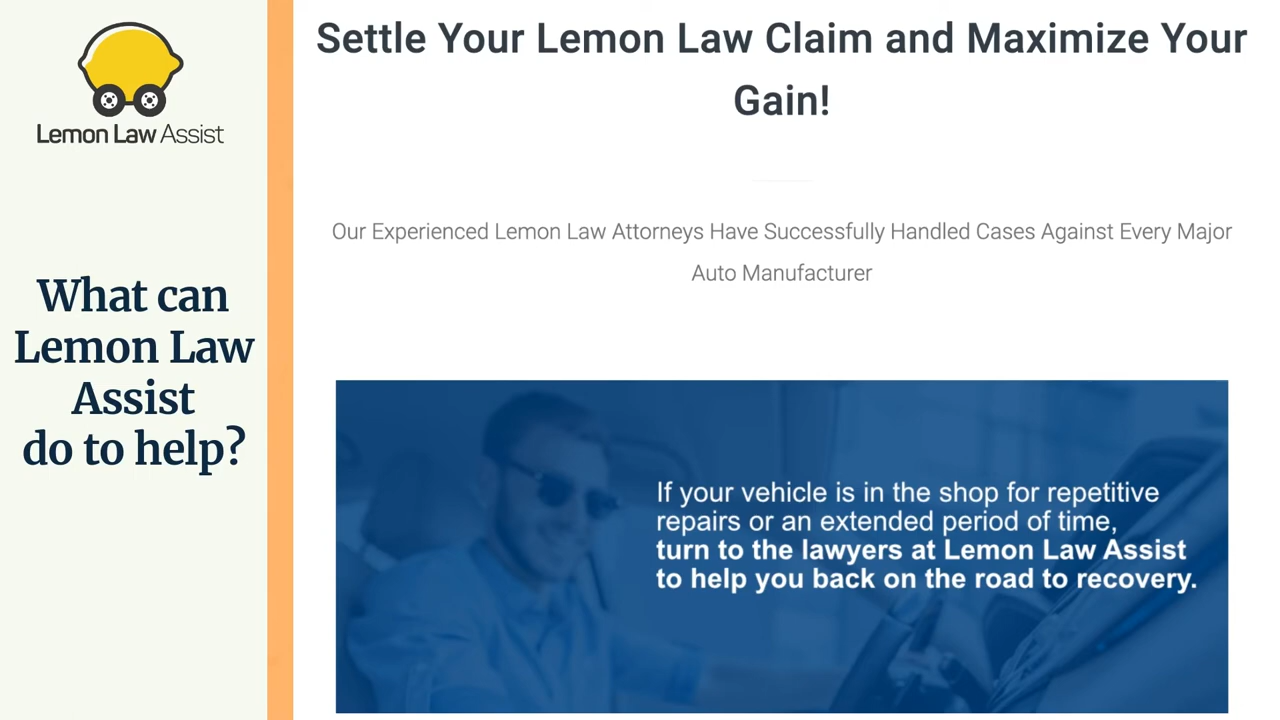 Lemon Law Assist
What can
Lemon Law
Assist
do to help?
Settle Your Lemon Law Claim and Maximize Your
Gain!
Our Experienced Lemon Law Attorneys Have Successfully Handled Cases Against Every Major
Auto Manufacturer
If your vehicle is in the shop for repetitive
repairs or an extended period of time,
turn to the lawyers at Lemon Law Assist
to help you back on the road to recovery.